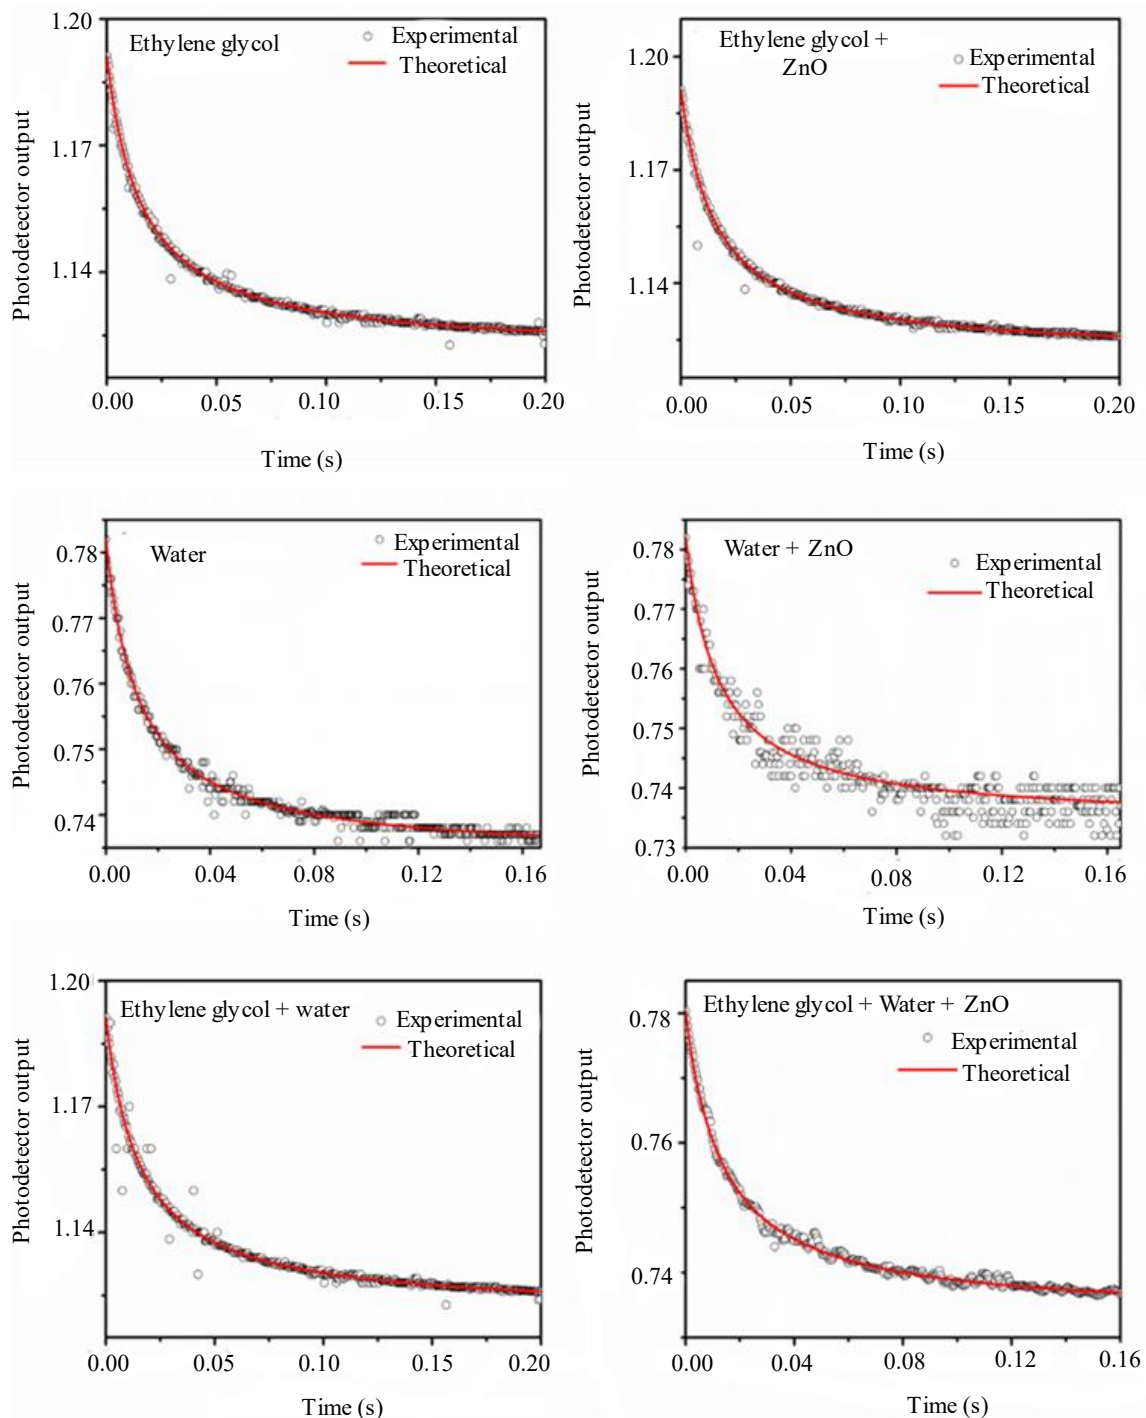 1.20
Ethylene glycol
Experimental
Theoretical
1.17
1.14
Photodetector output
0.00 0.05 0.10 0.15 0.20
Time (s)
Ethylene glycol +
ZnO
1.20
Experimental
Theoretical
1.17
1.14
Photodetector output
0.00 0.05 0.10 0.15 0.20
Time (s)
0.78
Water
Experimental
Theoretical
0.77
0.76
0.75
0.74
Photodetector output
0.00 0.04 0.08 0.12 0.16
Time (s)
0.78
Water + ZnO
Experimental
Theoretical
0.77
0.76
0.75
0.74
0.73
Photodetector output
0.00 0.04 0.08 0.12 0.16
Time (s)
1.20
Ethylene glycol + water
Experimental
Theoretical
1.17
1.14
Photodetector output
0.00 0.05 0.10 0.15 0.20
Time (s)
Ethylene glycol + Water + ZnO
0.78
Experimental
Theoretical
0.76
0.74
Photodetector output
0.00 0.04 0.08 0.12 0.16
Time (s)